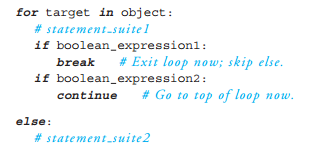 for target in object:
# statement_suite1
if boolean_expression1:
break # Exit loop now; skip else.
if boolean_expression2:
continue # Go to top of loop now.
else:
# statement_suite2